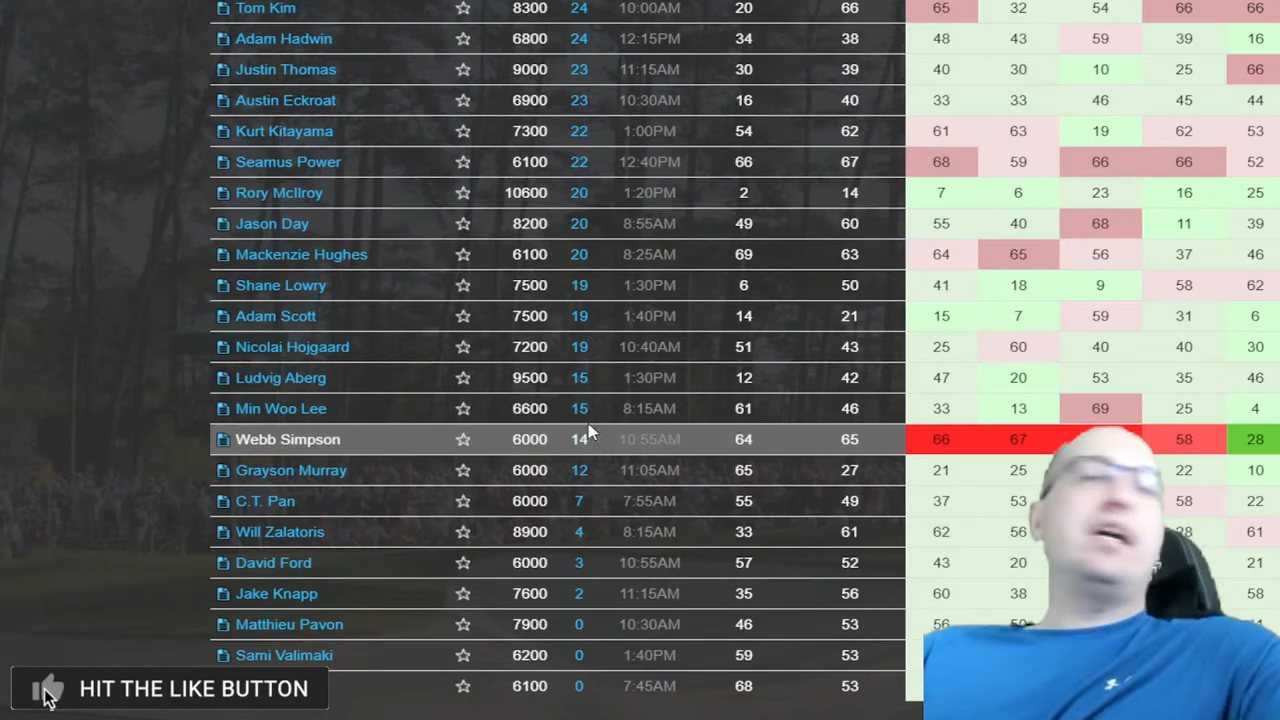 Tom Kim 8300 24 10:00AM 20 66 65 32 54 66 66
Adam Hadwin 6800 24 12:15PM 34 38 48 43 59 39 16
Justin Thomas 9000 23 11:15AM 30 39 40 30 10 25 66
Austin Eckroat 6900 23 10:30AM 16 40 33 33 46 45 44
Kurt Kitayama 7300 22 1:00PM 54 62 61 63 19 62 53
Seamus Power 6100 22 12:40PM 66 67 68 59 66 66 52
Rory McIlroy 10600 20 1:20PM 2 14 7 6 23 16 25
Jason Day 8200 20 8:55AM 49 60 55 40 68 11 39
Mackenzie Hughes 6100 20 8:25AM 69 63 64 65 56 37 46
Shane Lowry 7500 19 1:30PM 6 50 41 18 9 58 62
Adam Scott 7500 19 1:40PM 14 21 15 7 59 31 6
Nicolai Hojgaard 7200 19 10:40AM 51 43 25 60 40 40 30
Ludvig Aberg 9500 15 1:30PM 12 42 47 20 53 35 46
Min Woo Lee 6600 15 8:15AM 61 46 33 13 69 25 4
Webb Simpson 6000 14 10:55AM 64 65 66 67 58 28
Grayson Murray 6000 12 11:05AM 65 27 21 25 22 10
C.T. Pan 6000 7 7:55AM 55 49 37 53 58 22
Will Zalatoris 8900 4 8:15AM 33 61 62 56 28 61
David Ford 6000 3 10:55AM 57 52 43 20 21
Jake Knapp 7600 2 11:15AM 35 56 60 38 58
Matthieu Pavon 7900 0 10:30AM 46 53
Sami Valimaki 6200 0 1:40PM 59 53
6100 0 7:45AM 68 53
HIT THE LIKE BUTTON